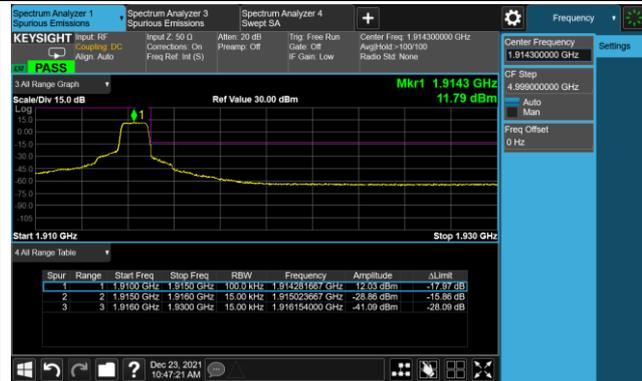 Spectrum Analyzer 1
Spurious Emissions
Spectrum Analyzer 3
Spurious Emissions
Spectrum Analyzer 4
Swept SA
Frequency
KEYSIGHT
Input: RF
Coupling: DC
Align: Auto
Input Z: 50 Ω
Corrections: On
Freq Ref: Int (S)
Atten: 20 dB
Preamp: Off
Trig: Free Run
Gate: Off
IF Gain: Low
Center Freq: 1.914300000 GHz
Avg|Hold:>100/100
Radio Std: None
PASS
Center Frequency
1.914300000 GHz
Settings
CF Step
4.999000000 GHz
Auto
Man
Freq Offset
0 Hz
3 All Range Graph
Mkr1 1.9143 GHz
Scale/Div 15.0 dB
Ref Value 30.00 dBm
11.79 dBm
Log
1
15.0
0.00
-15.0
-30.0
-45.0
-60.0
-75.0
-90.0
-105
Start 1.910 GHz
Stop 1.930 GHz
4 All Range Table
Spur Range Start Freq Stop Freq RBW Frequency Amplitude ΔLimit
1 1 1.9100 GHz 1.9150 GHz 100.0 kHz 1.914281667 GHz 12.03 dBm -17.97 dB
2 2 1.9150 GHz 1.9160 GHz 15.00 kHz 1.915023667 GHz -28.86 dBm -15.86 dB
3 3 1.9160 GHz 1.9300 GHz 15.00 kHz 1.916154000 GHz -41.09 dBm -28.09 dB
Dec 23, 2021
10:47:21 AM